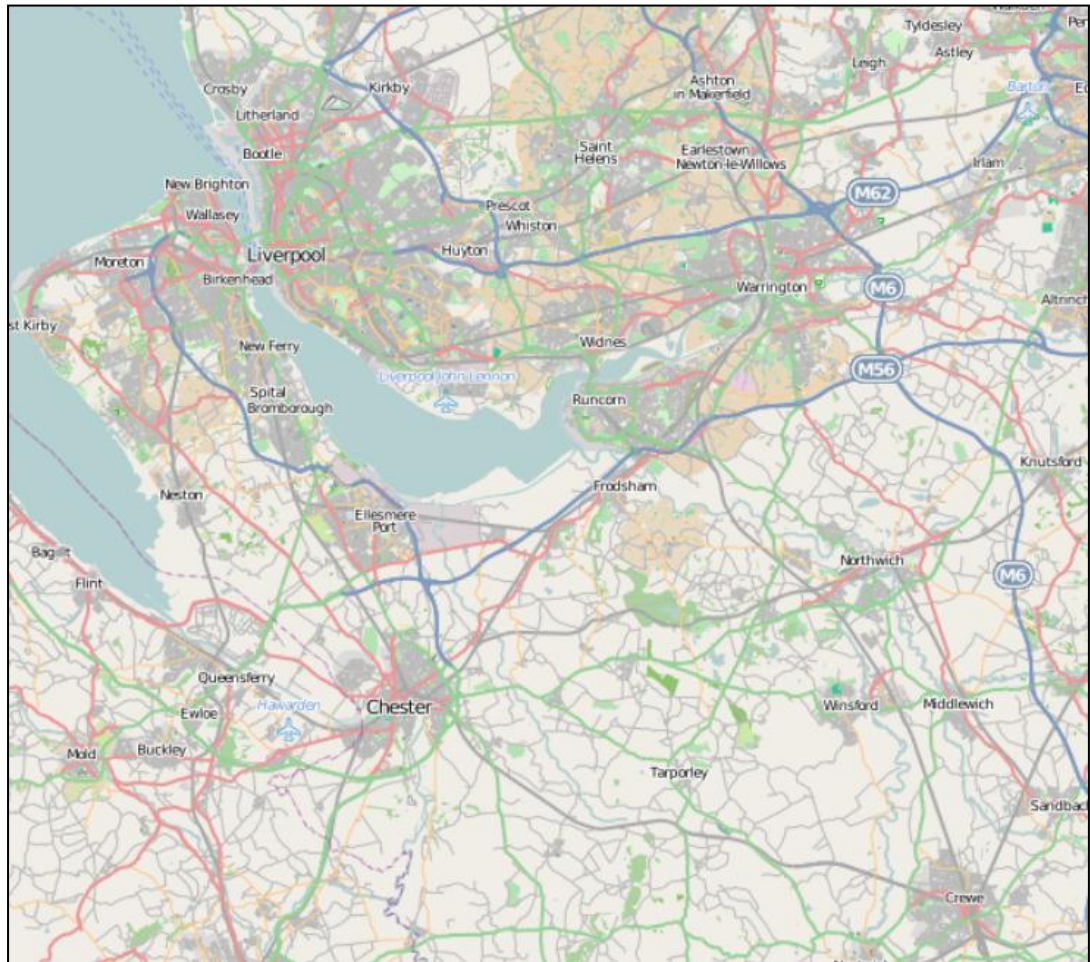 Tyldesley
Astley
Leigh
Ashton
in Makerfield
Barton
Kirkby
Crosby
Litherland
Bootle
Saint
Helens
Earlestown
Newton-le-Willows
Irlam
New Brighton
Wallasey
Prescot
Whiston
M62
Liverpool
Huyton
Moreton
Birkenhead
Warrington
M6
Altrinch
st Kirby
New Ferry
Widnes
M56
Liverpool John Lennon
Spital
Bromborough
Runcorn
Knutsford
Neston
Frodsham
Ellesmere
Port
Bagillt
Flint
Northwich
M6
Queensferry
Hawarden
Ewloe
Chester
Winsford
Middlewich
Mold
Buckley
Tarporley
Sandbac
Crewe